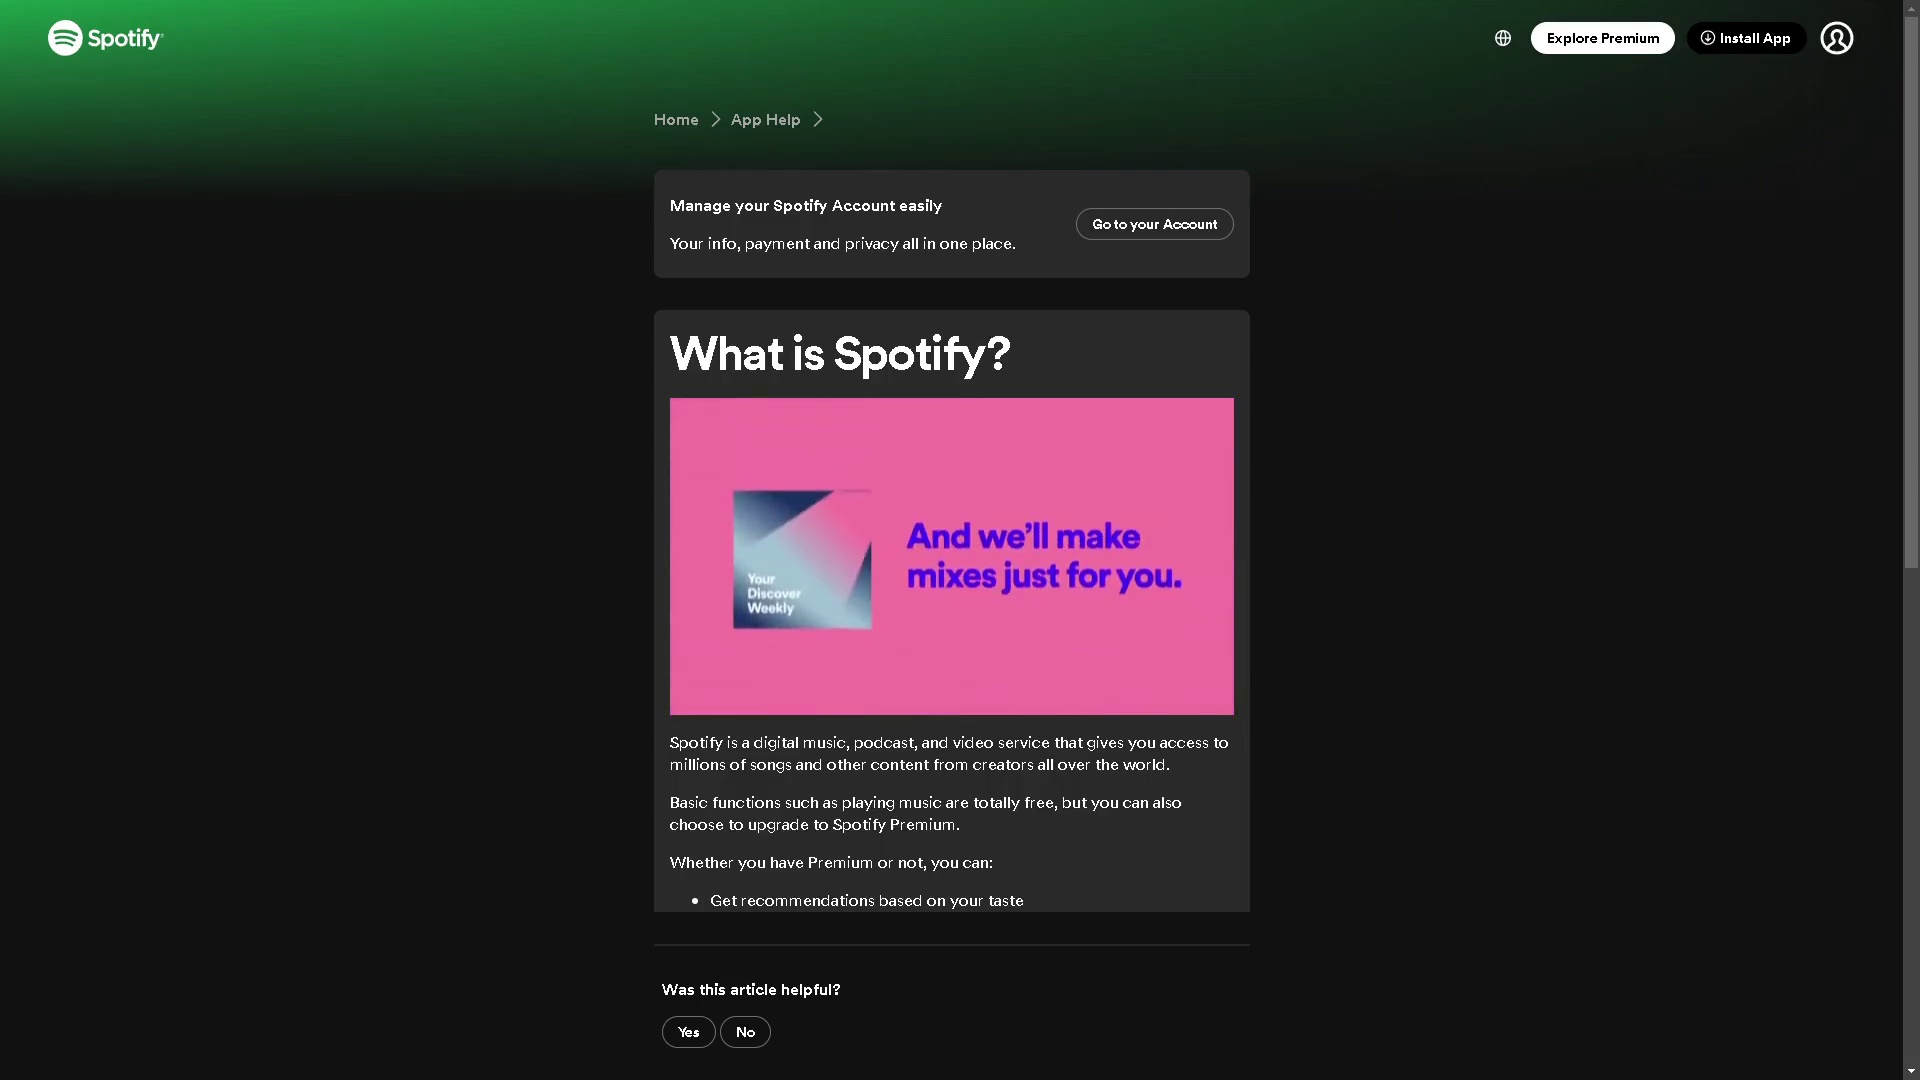 Spotify
Explore Premium
Install App
Home
App Help
Manage your Spotify Account easily
Your info, payment and privacy all in one place.
Go to your Account
What is Spotify?
And we'll make
mixes just for you.
Your
Discover
Weekly
Spotify is a digital music, podcast, and video service that gives you access to
millions of songs and other content from creators all over the world.
Basic functions such as playing music are totally free, but you can also
choose to upgrade to Spotify Premium.
Whether you have Premium or not, you can:
• Get recommendations based on your taste
Was this article helpful?
Yes
No